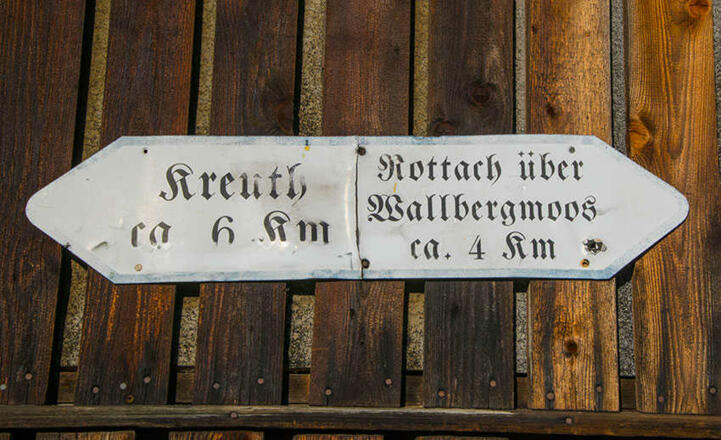 Kreuth
ca 6 Km
Rottach über
Wallbergmoos
ca. 4 Km